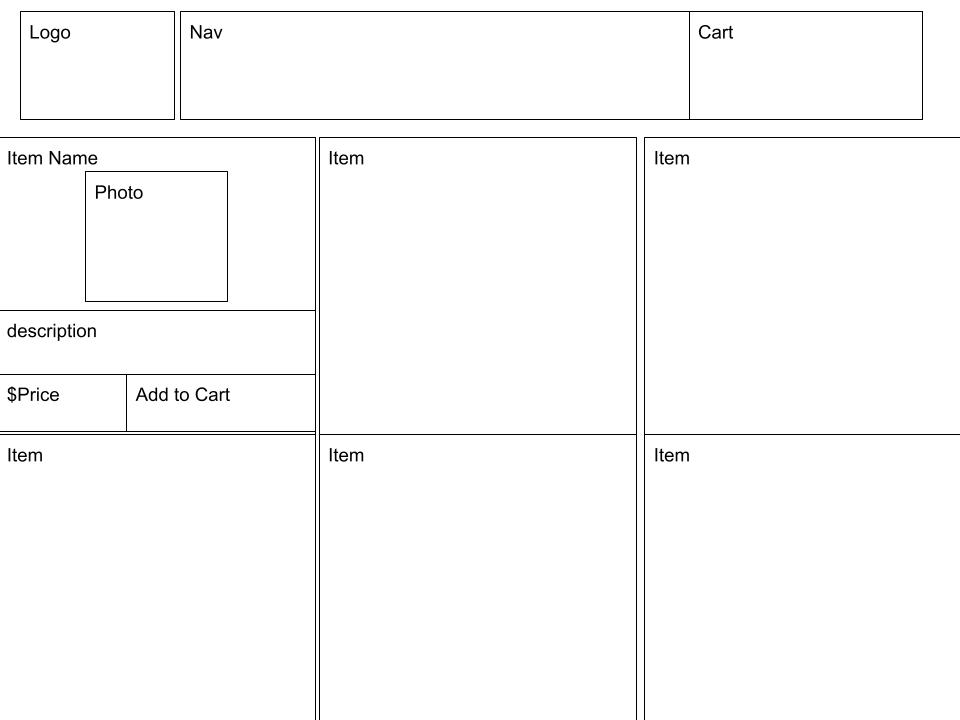 Logo
Nav
Cart
Item Name
Photo
description
$Price
Add to Cart
Item
Item
Item
Item
Item